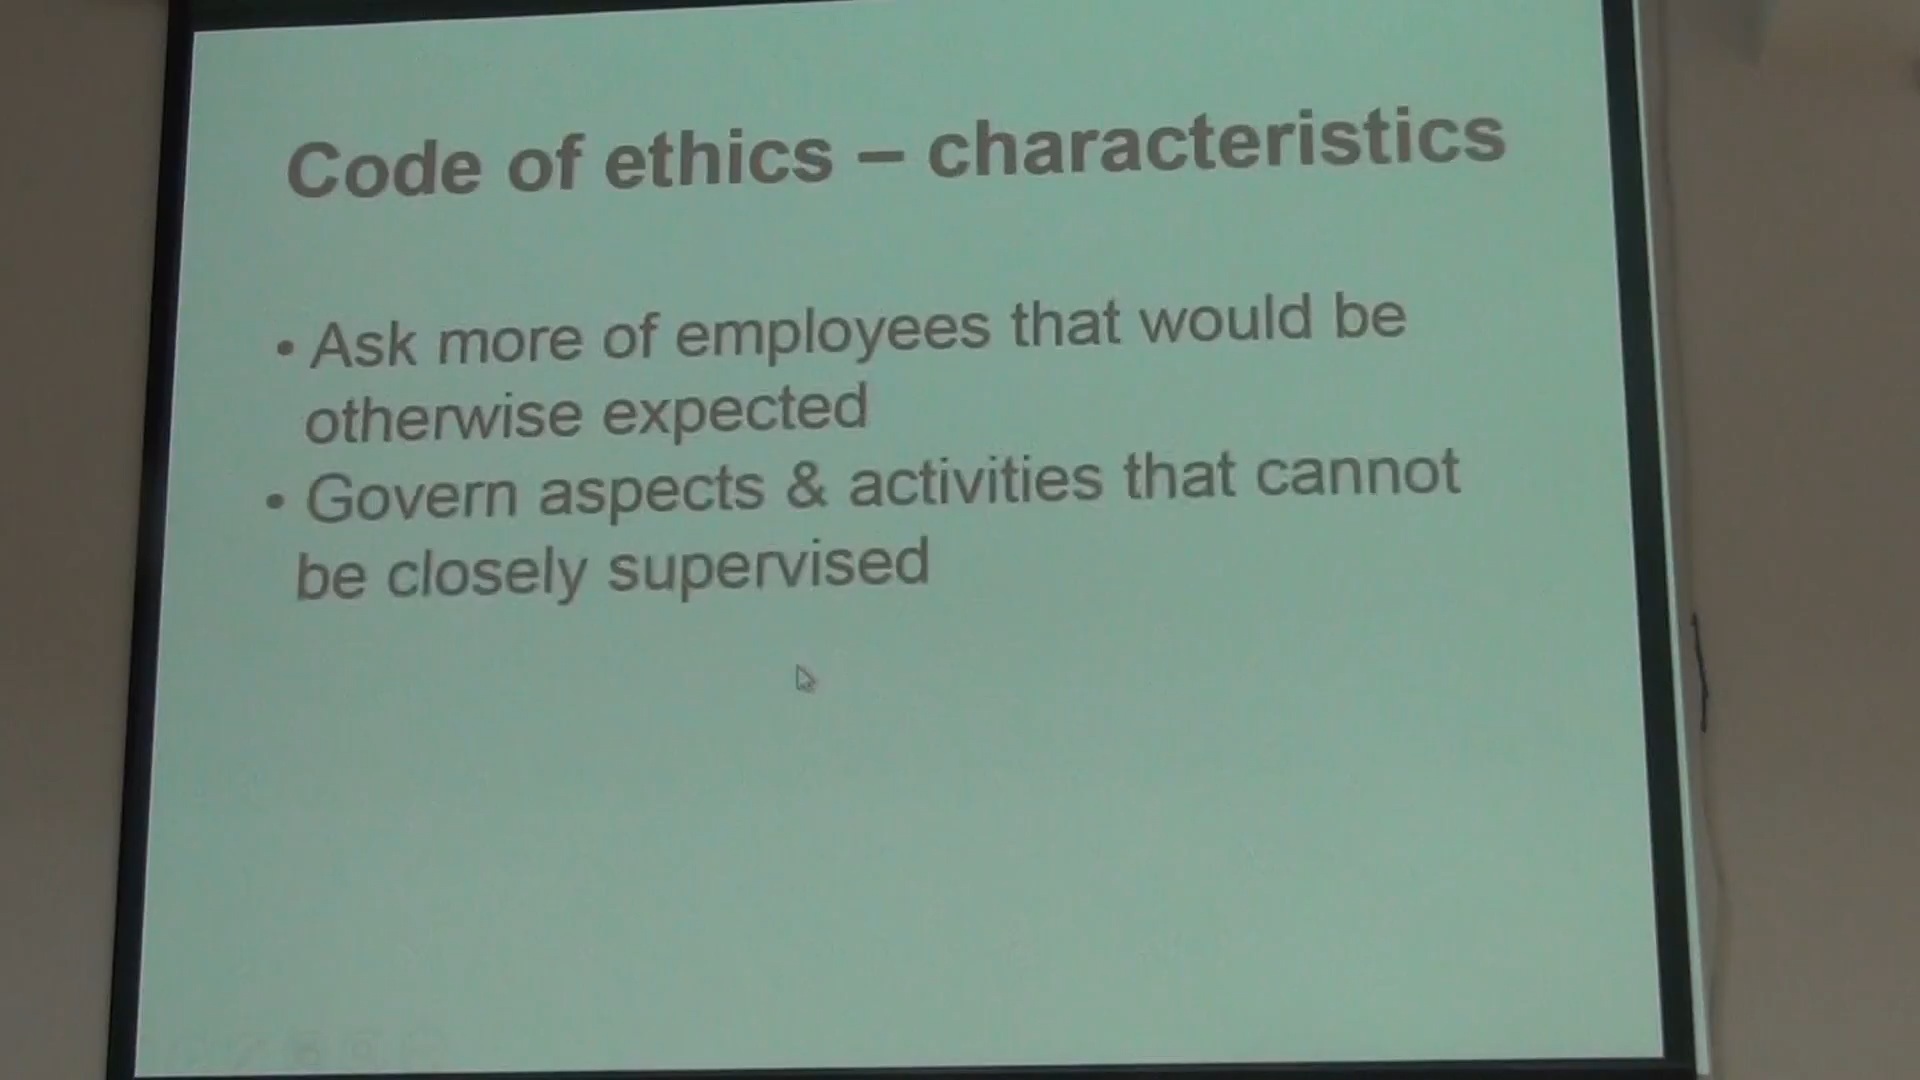 Code of ethics – characteristics
• Ask more of employees that would be
otherwise expected
• Govern aspects & activities that cannot
be closely supervised